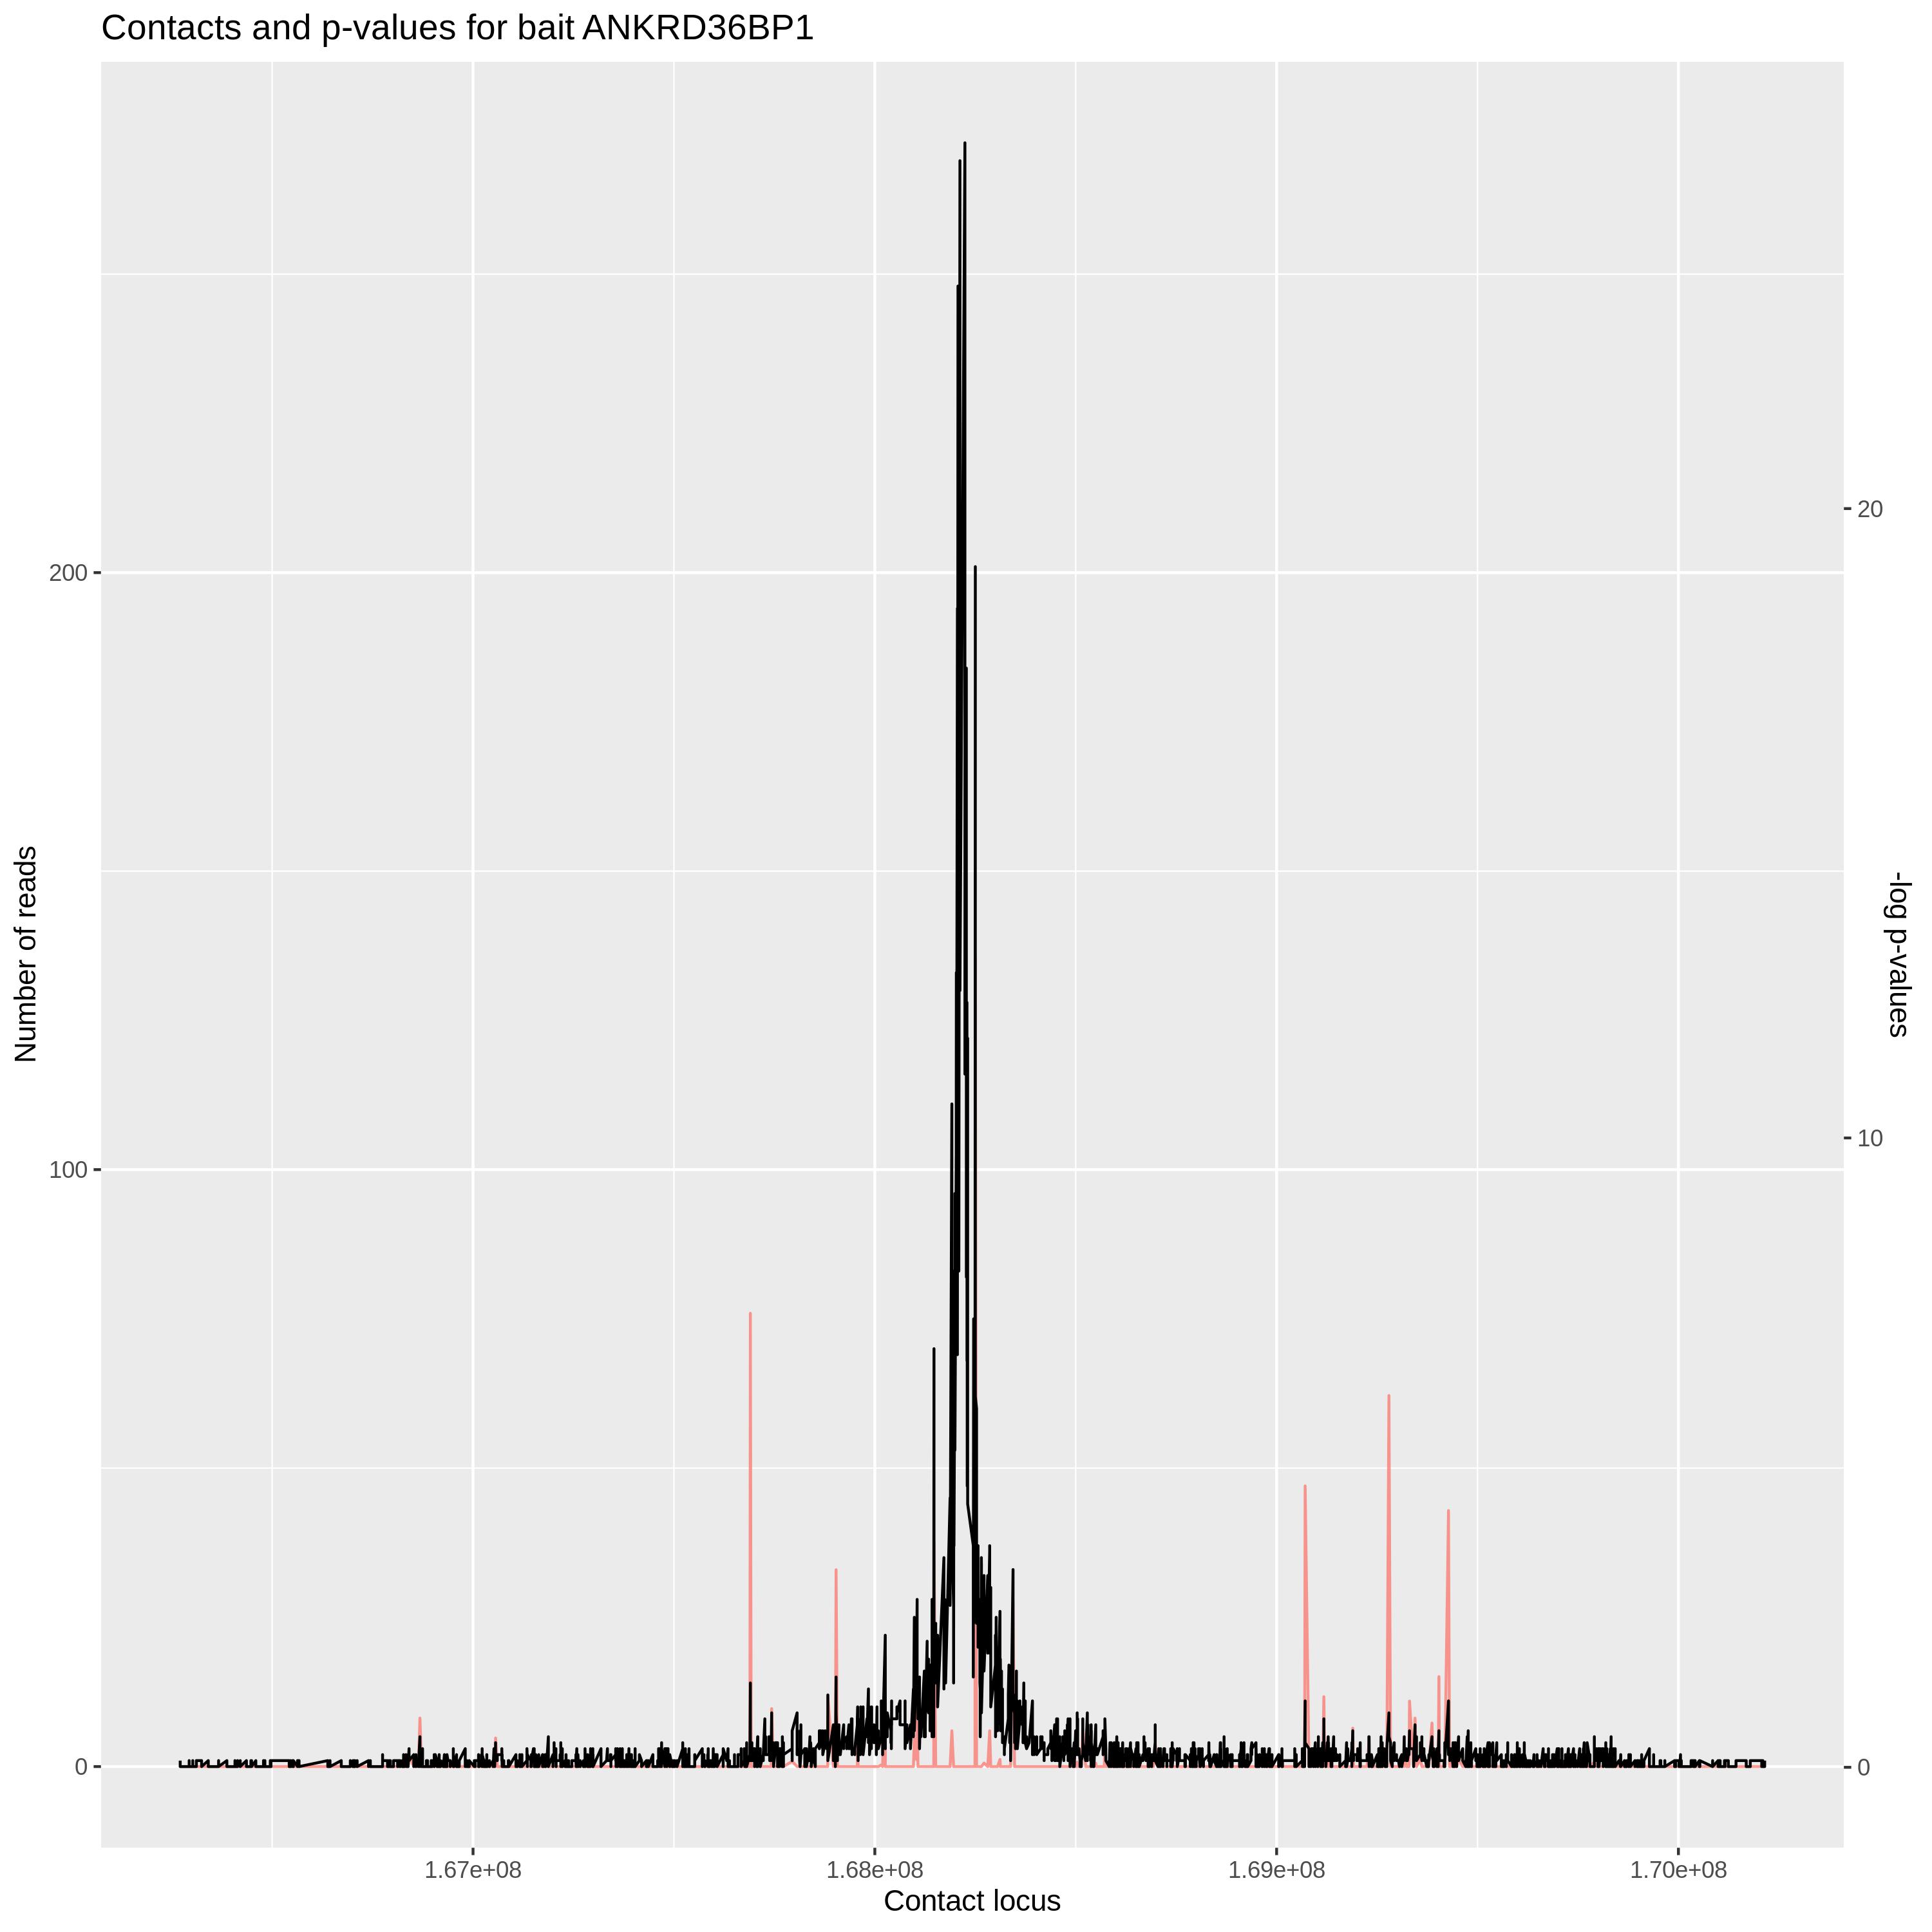 Contacts and p-values for bait ANKRD36BP1
Number of reads
200
100
0
20
10
0
-log p-values
1.67e+08
1.68e+08
1.69e+08
1.70e+08
Contact locus